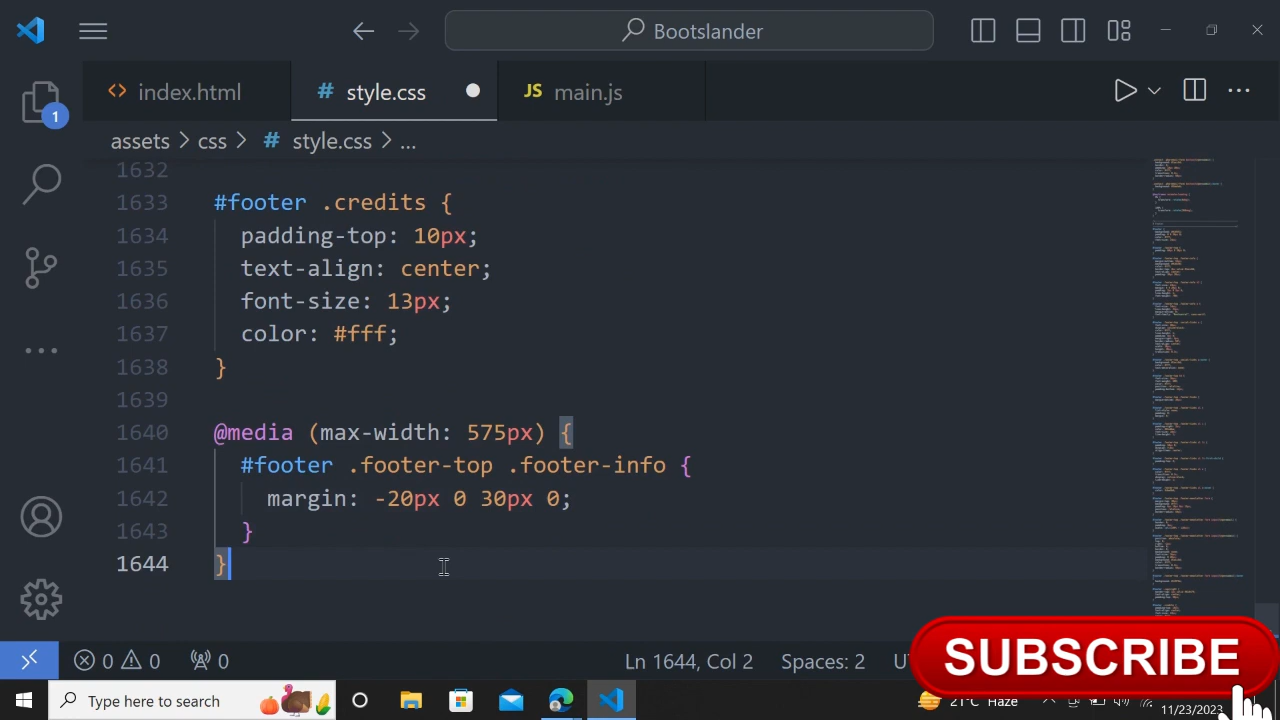 Bootslander
index.html
style.css
JS main.js
1
assets > css > # style.css > ...
1632
1633 #footer .credits {
1634 padding-top: 10px;
1635 text-align: center;
1636 font-size: 13px;
1637 color: #fff;
1638 }
1639
1640 @media (max-width: 575px) {
1641 #footer .footer-top .footer-info {
1642 margin: -20px 0 30px 0;
1643 }
1644 }
0 0 0 Ln 1644, Col 2 Spaces: 2
SUBSCRIBE
Type here to search
21°C Haze
11/23/2023